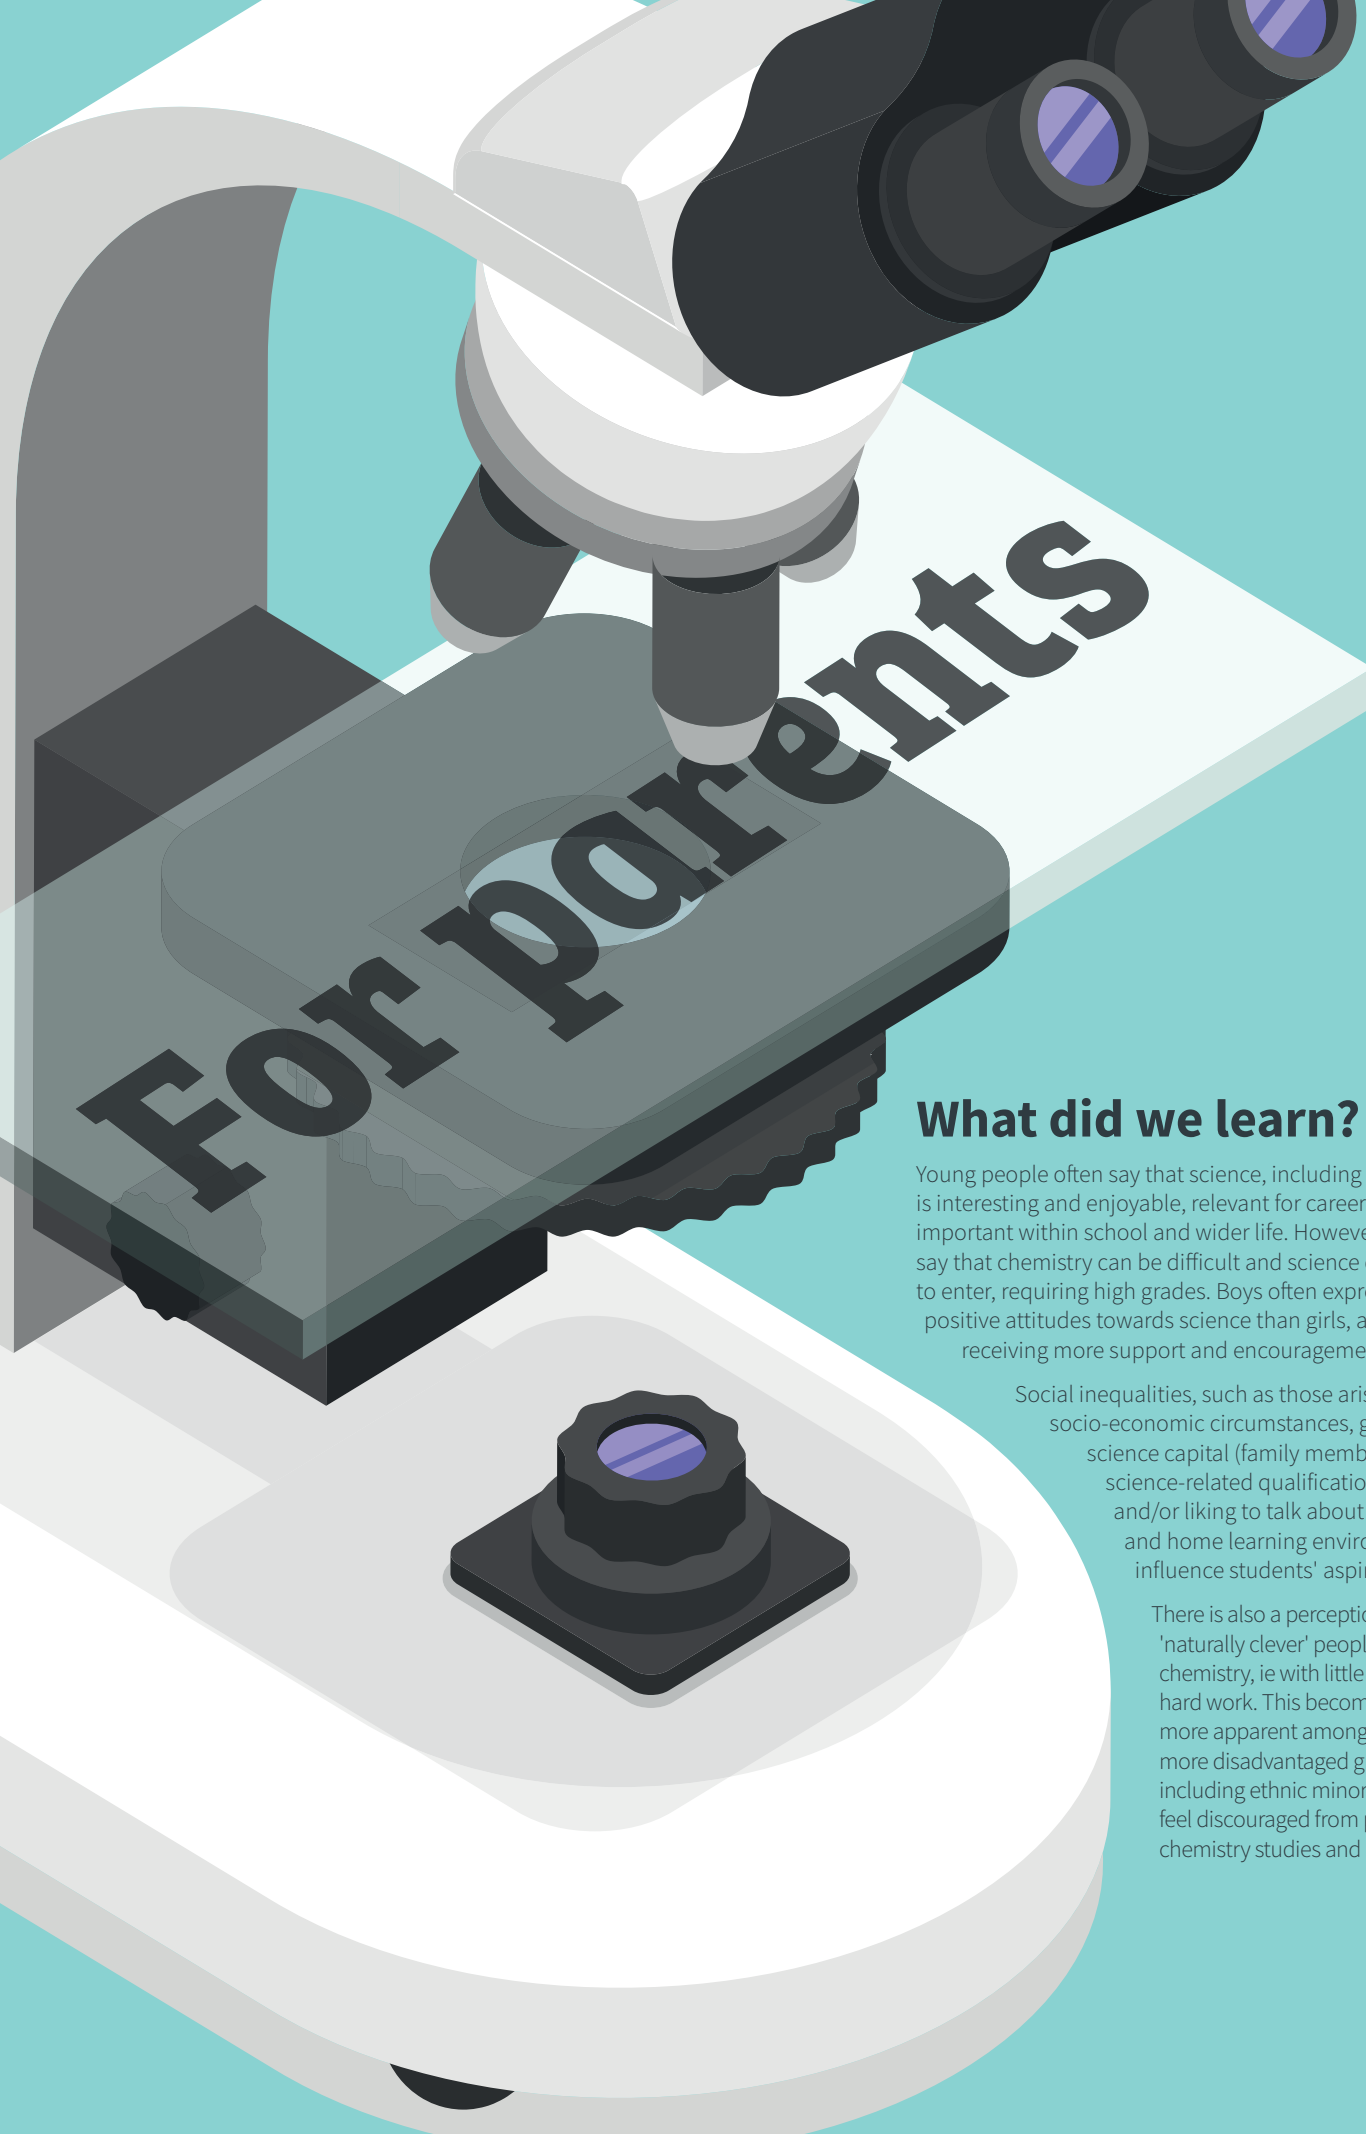 For parents
What did we learn?
Young people often say that science, including
is interesting and enjoyable, relevant for career
important within school and wider life. Howeve
say that chemistry can be difficult and science
to enter, requiring high grades. Boys often expre
positive attitudes towards science than girls, a
receiving more support and encourageme
Social inequalities, such as those aris
socio-economic circumstances, g
science capital (family memb
science-related qualificatio
and/or liking to talk about
and home learning enviro
influence students' aspi
There is also a perceptio
'naturally clever' peopl
chemistry, ie with little
hard work. This becom
more apparent among
more disadvantaged g
including ethnic minor
feel discouraged from
chemistry studies and